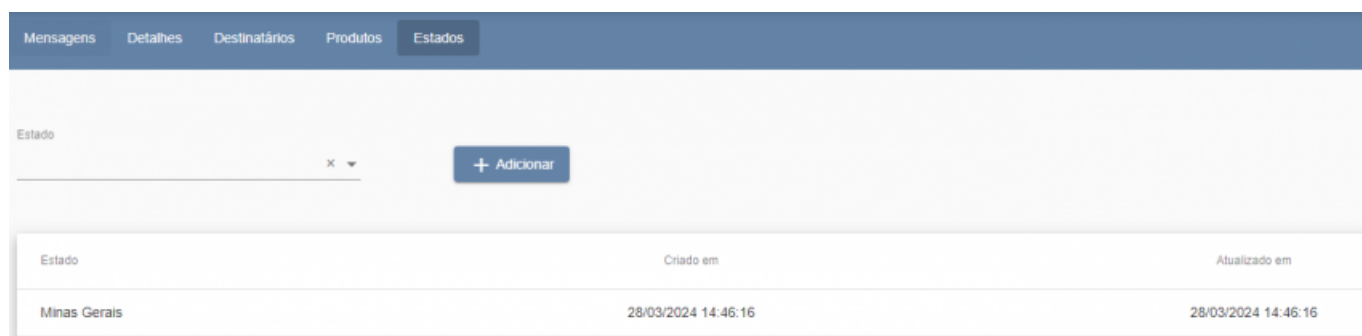 Mensagens Detalhes Destinatários Produtos Estados
Estado
+ Adicionar
Estado Criado em Atualizado em
Minas Gerais 28/03/2024 14:46:16 28/03/2024 14:46:16